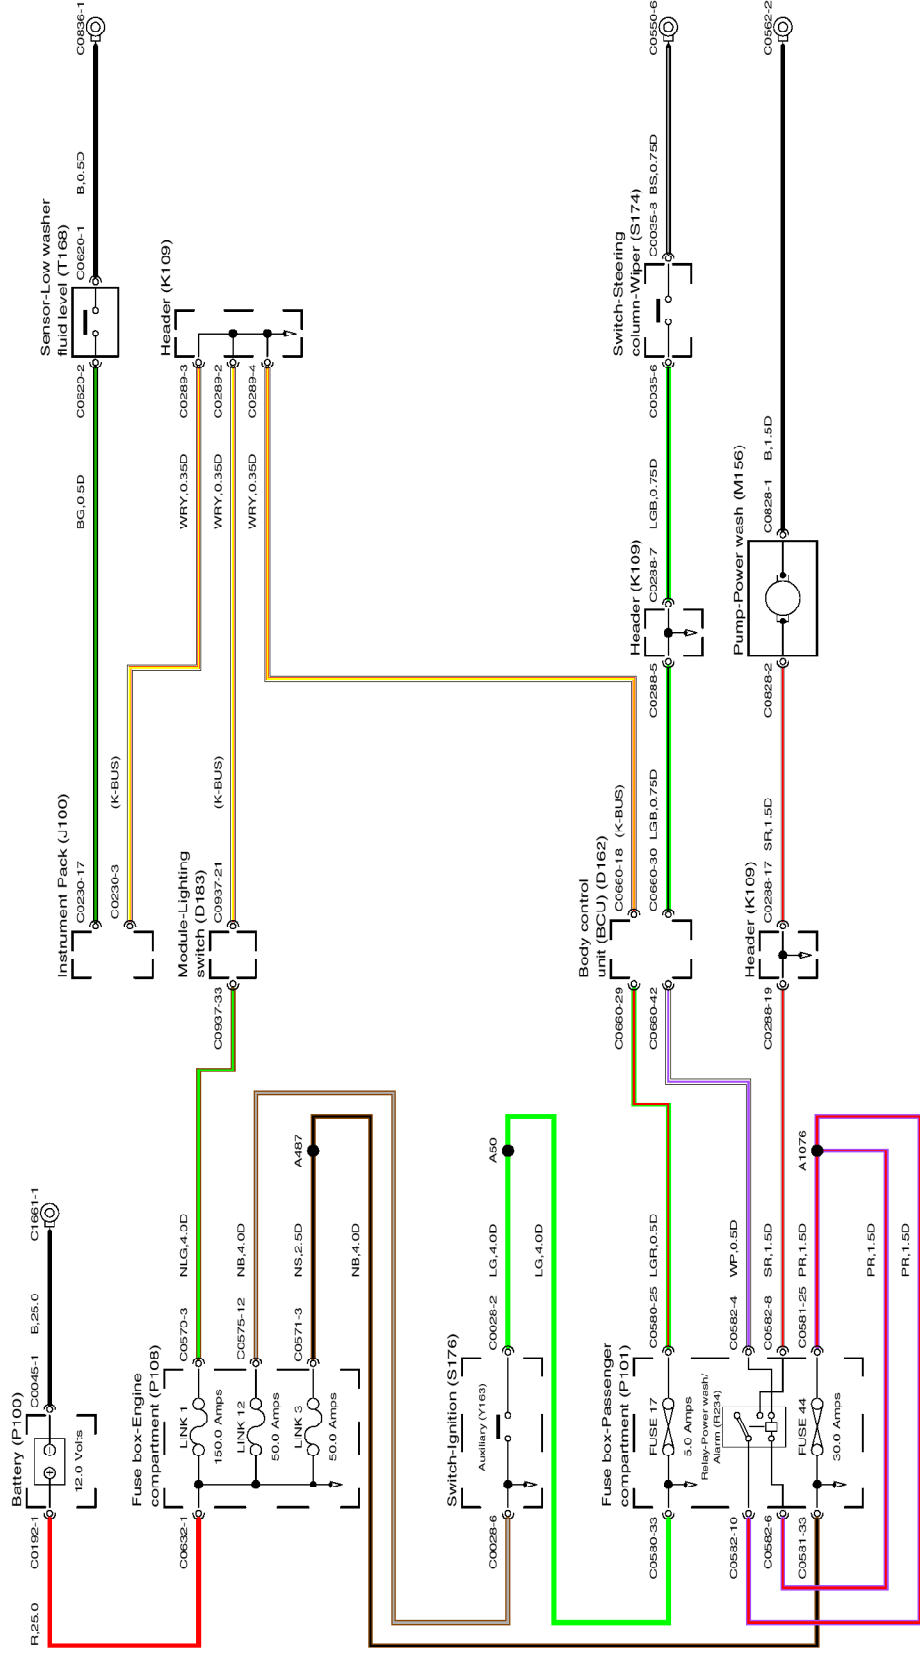 C0836-1
B,0.5D
C0620-1
Sensor-Low washer
fluid level (T168)
C0620-2
BG,0.5D
C0230-17
C0230-3
(K-BUS)
Instrument Pack (J100)
Header (K109)
C0289-3
C0289-2
C0289-4
WRY,0.35D
WRY,0.35D
WRY,0.35D
(K-BUS)
C0937-21
Module-Lighting
switch (D183)
C0937-33
C0550-6
BS,0.75D
C0035-8
Switch-Steering
column-Wiper (S174)
C0035-6
LGB,0.75D
C0288-7
Header (K109)
C0288-5
LGB,0.75D
C0660-30
(K-BUS)
C0660-18
Body control
unit (BCU) (D162)
C0660-29
C0660-42
C0562-2
B,1.5D
C0828-1
Pump-Power wash (M156)
C0828-2
SR,1.5D
C0288-17
Header (K109)
C0288-19
C1661-1
B,25.0
C0045-1
Battery (P100)
12.0 Volts
C0192-1
R,25.0
NLG,4.0D
C0570-3
NB,4.0D
C0575-12
A487
NS,2.5D
C0571-3
NB,4.0D
Fuse box-Engine
compartment (P108)
LINK 1
150.0 Amps
LINK 12
50.0 Amps
LINK 3
50.0 Amps
C0632-1
A50
LG,4.0D
LG,4.0D
C0028-2
Switch-Ignition (S176)
Auxiliary (Y163)
C0028-6
LGR,0.5D
C0580-25
WP,0.5D
C0582-4
SR,1.5D
C0582-8
A1076
PR,1.5D
C0581-25
PR,1.5D
PR,1.5D
Fuse box-Passenger
compartment (P101)
FUSE 17
5.0 Amps
Relay-Power wash/
Alarm (R234)
FUSE 44
30.0 Amps
C0580-33
C0582-10
C0582-6
C0581-33